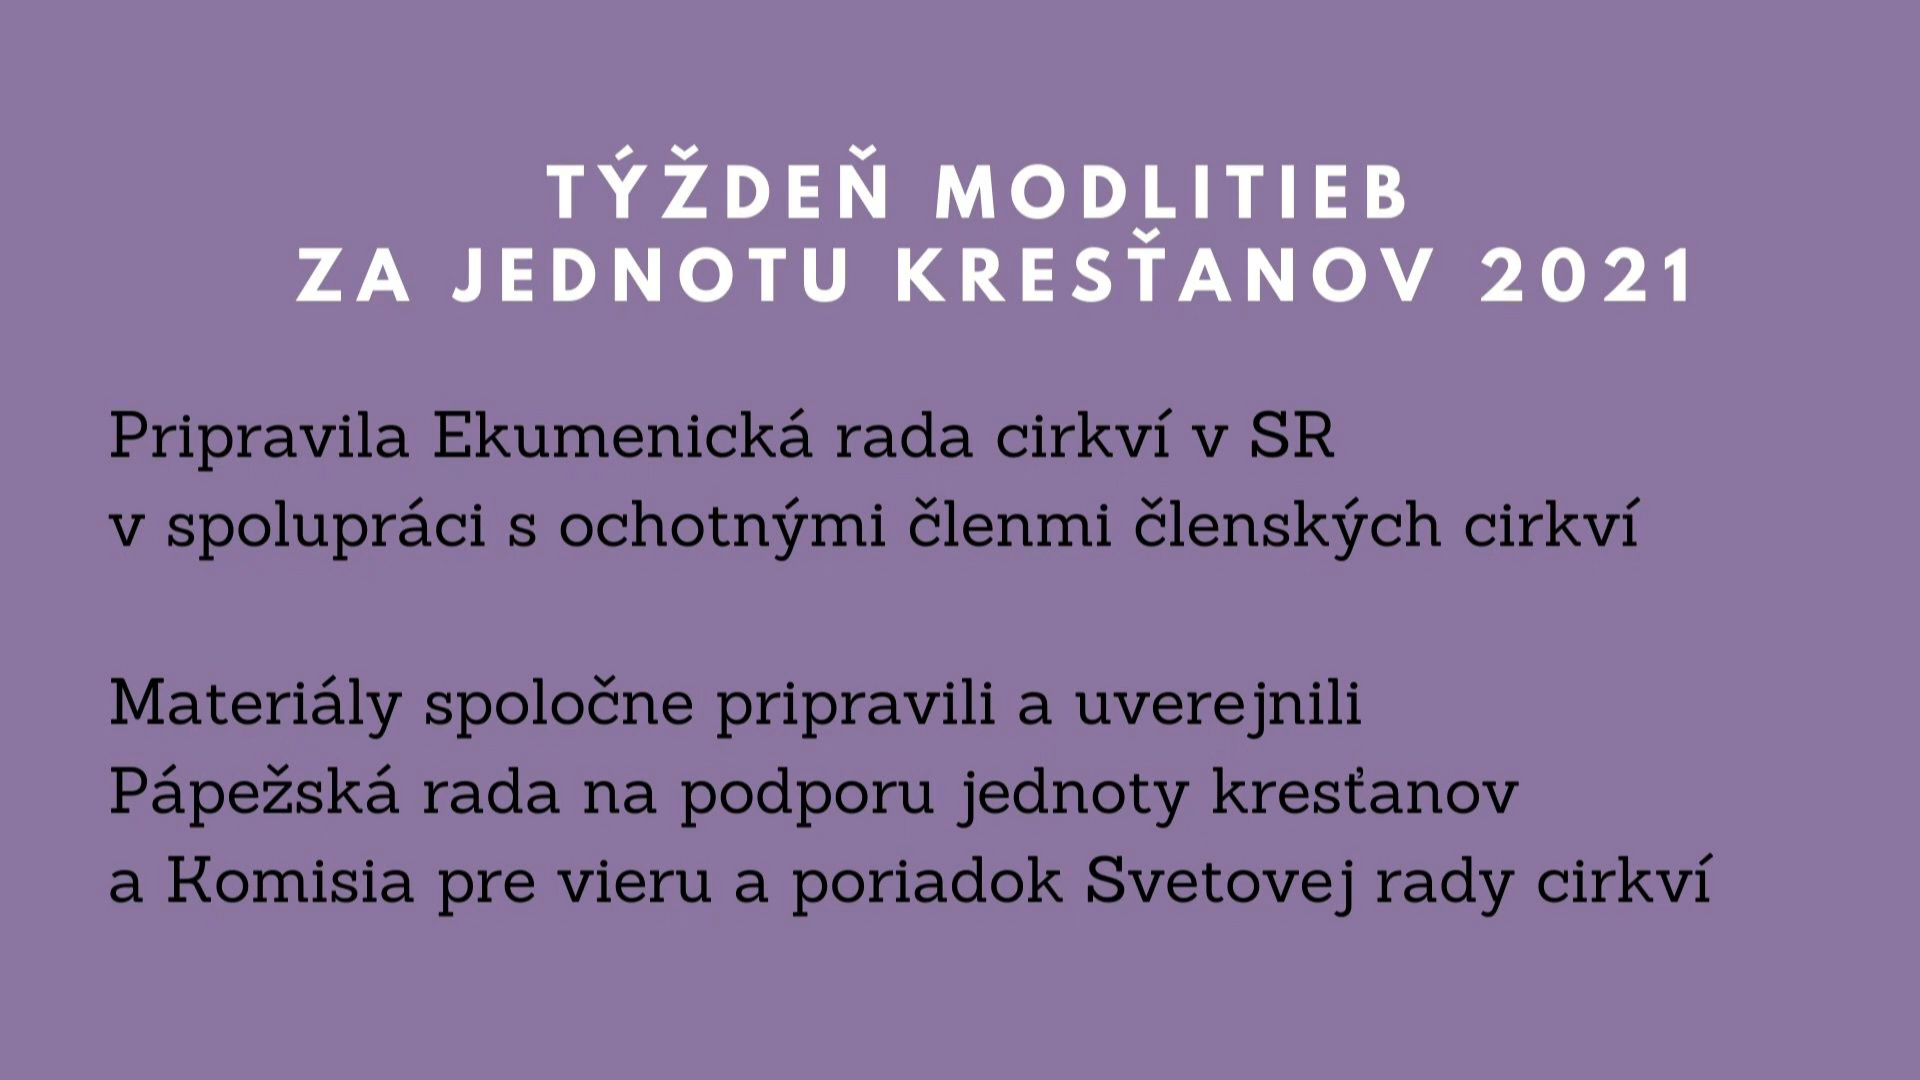 TÝŽDEŇ MODLITIEB
ZA JEDNOTU KRESŤANOV 2021
Pripravila Ekumenická rada cirkví v SR
v spolupráci s ochotnými členmi členských cirkví
Materiály spoločne pripravili a uverejnili
Pápežská rada na podporu jednoty kresťanov
a Komisia pre vieru a poriadok Svetovej rady cirkví